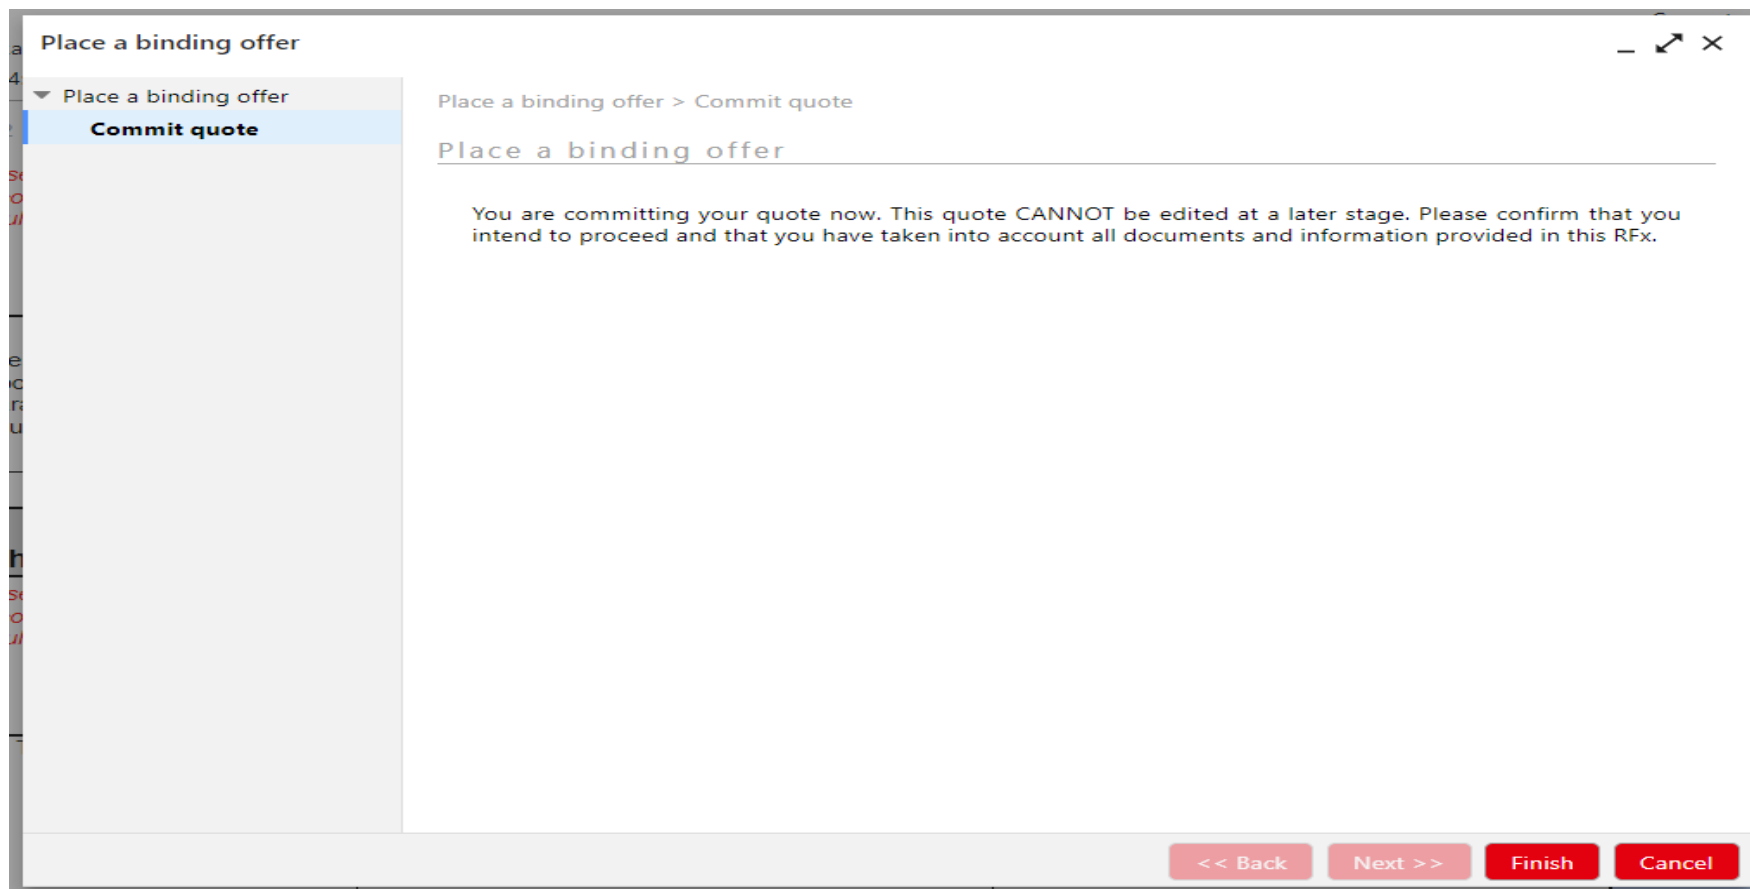 Place a binding offer
Place a binding offer
Commit quote
Place a binding offer > Commit quote
Place a binding offer
You are committing your quote now. This quote CANNOT be edited at a later stage. Please confirm that you
intend to proceed and that you have taken into account all documents and information provided in this RFx.
<< Back
Next >>
Finish
Cancel